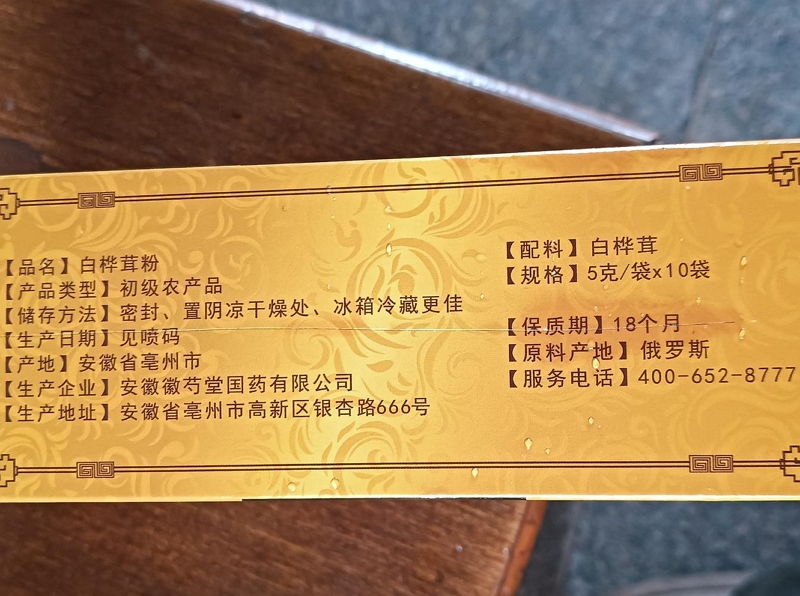 【品名】白桦茸粉
【产品类型】初级农产品
【储存方法】密封、置阴凉干燥处、冰箱冷藏更佳
【生产日期】见喷码
【产地】安徽省亳州市
【生产企业】安徽徽芍堂国药有限公司
【生产地址】安徽省亳州市高新区银杏路666号
【配料】白桦茸
【规格】5克/袋x10袋
【保质期】18个月
【原料产地】俄罗斯
【服务电话】400-652-8777